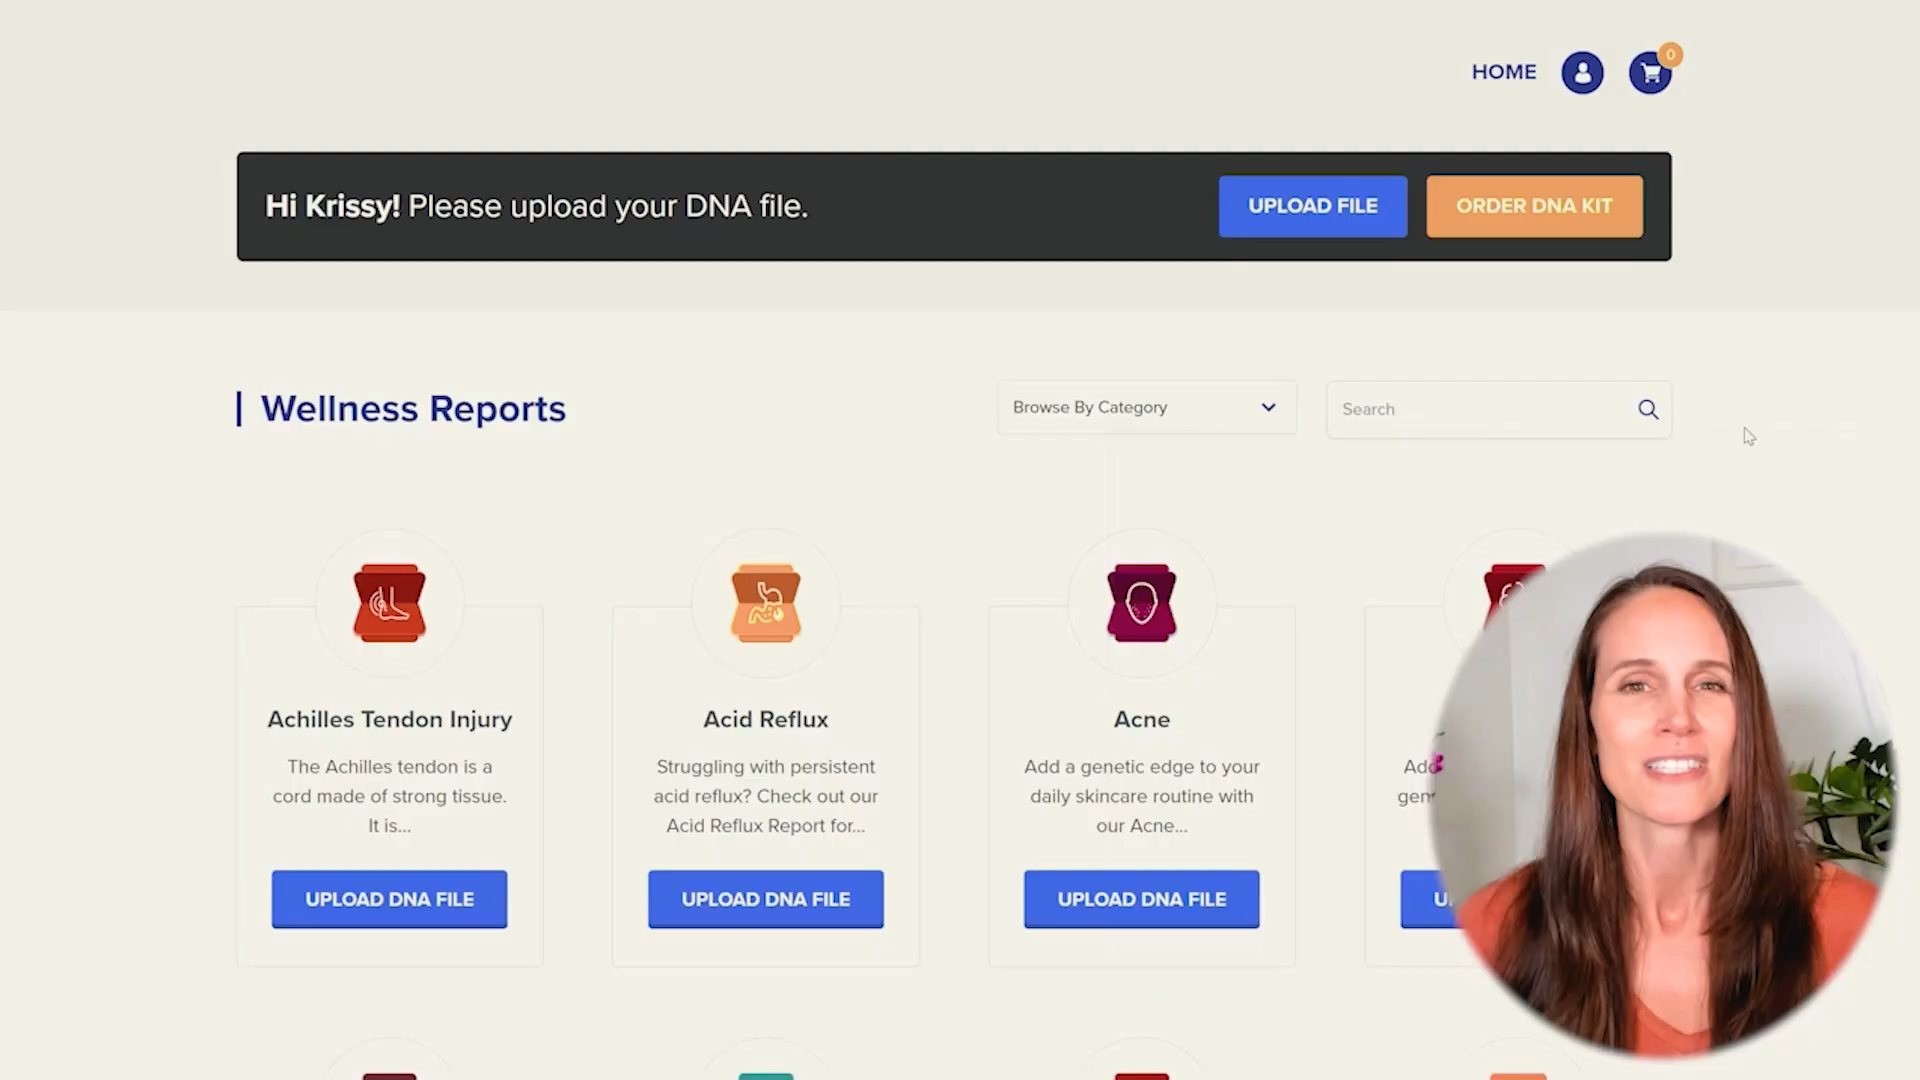 HOME
0
Hi Krissy! Please upload your DNA file.
UPLOAD FILE
ORDER DNA KIT
Wellness Reports
Browse By Category
Search
Achilles Tendon Injury
The Achilles tendon is a
cord made of strong tissue.
It is...
UPLOAD DNA FILE
Acid Reflux
Struggling with persistent
acid reflux? Check out our
Acid Reflux Report for...
UPLOAD DNA FILE
Acne
Add a genetic edge to your
daily skincare routine with
our Acne...
UPLOAD DNA FILE